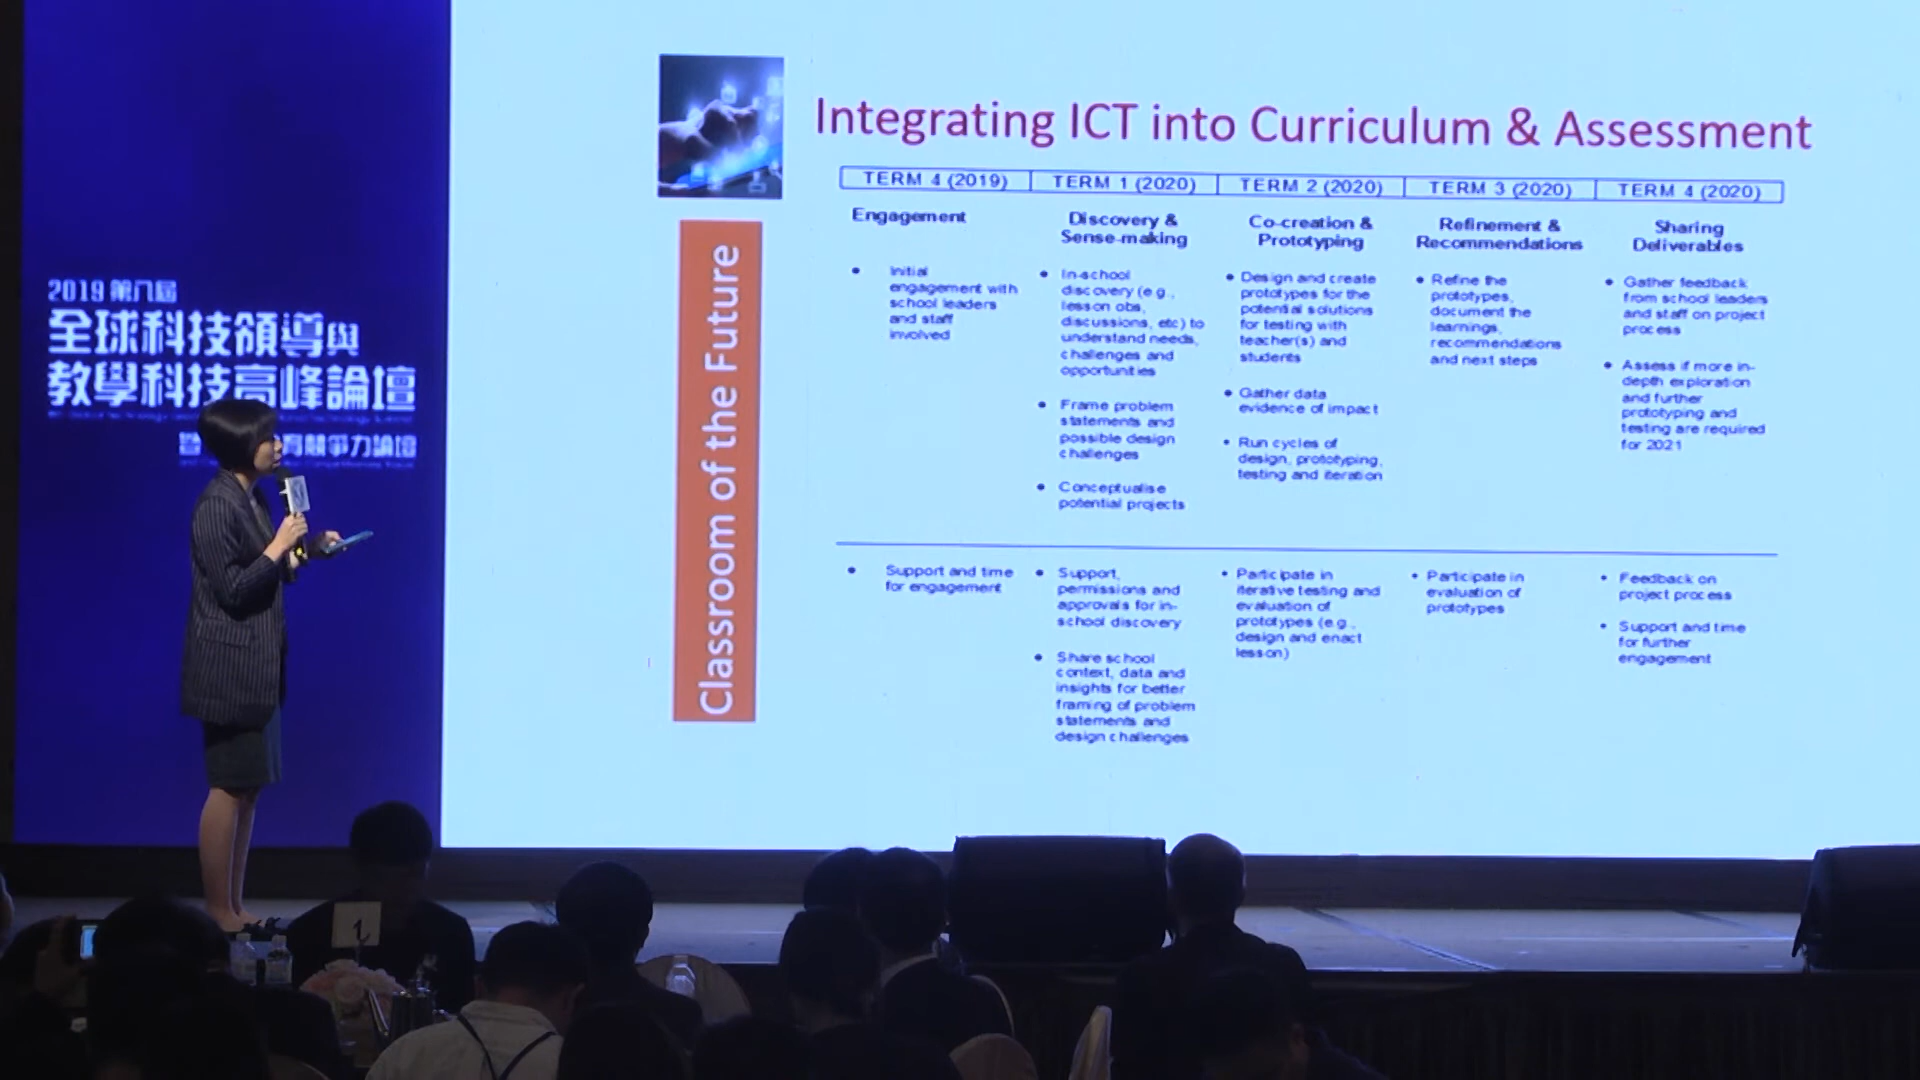 2019 第八屆
全球科技領導與
教學科技高峰論壇
育競爭力論壇
Integrating ICT into Curriculum & Assessment
Classroom of the Future
TERM 4 (2019)
TERM 1 (2020)
TERM 2 (2020)
TERM 3 (2020)
TERM 4 (2020)
Engagement
• Initial
engagement with
school leaders
and staff
involved
Discovery &
Sense-making
• In-school
discovery (e.g.,
lesson obs,
discussions, etc) to
understand needs,
challenges and
opportunities
• Frame problem
statements and
possible design
challenges
• Conceptualise
potential projects
Co-creation &
Prototyping
• Design and create
prototypes for the
potential solutions
for testing with
teacher(s) and
students
• Gather data
evidence of impact
• Run cycles of
design, prototyping,
testing and iteration
Refinement &
Recommendations
• Refine the
prototypes,
document the
learnings,
recommendations
and next steps
Sharing
Deliverables
• Gather feedback
from school leaders
and staff on project
process
• Assess if more in-
depth exploration
and further
prototyping and
testing are required
for 2021
• Support and time
for engagement
• Support,
permissions and
approvals for in-
school discovery
• Share school
context, data and
insights for better
framing of problem
statements and
design challenges
• Participate in
iterative testing and
evaluation of
prototypes (e.g.,
design and enact
lesson)
• Participate in
evaluation of
prototypes
• Feedback on
project process
• Support and time
for further
engagement